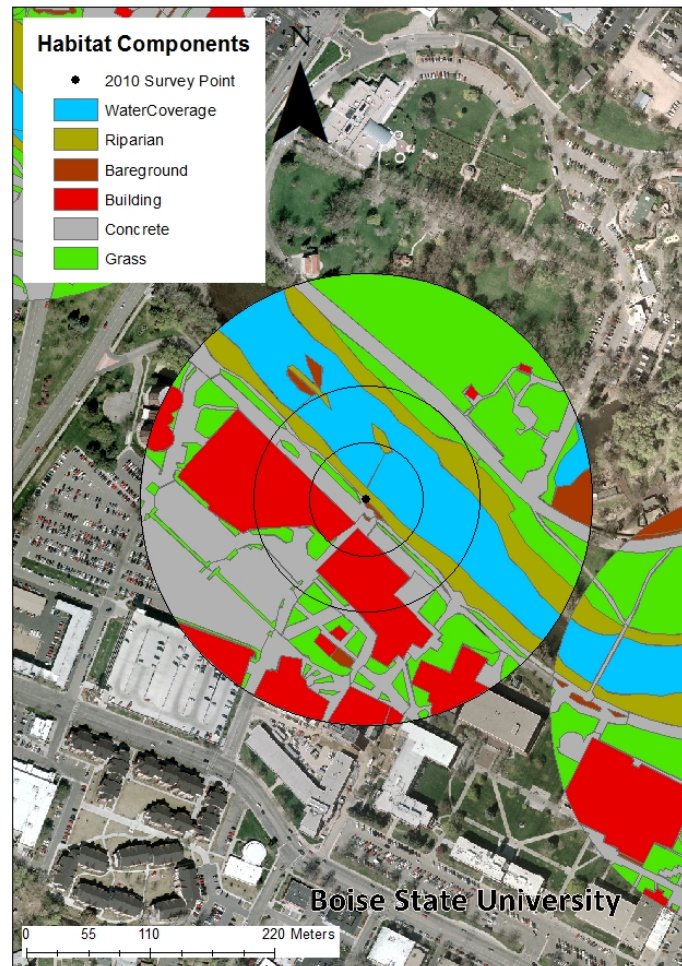 Habitat Components
N
2010 Survey Point
WaterCoverage
Riparian
Bareground
Building
Concrete
Grass
Boise State University
0 55 110 220 Meters